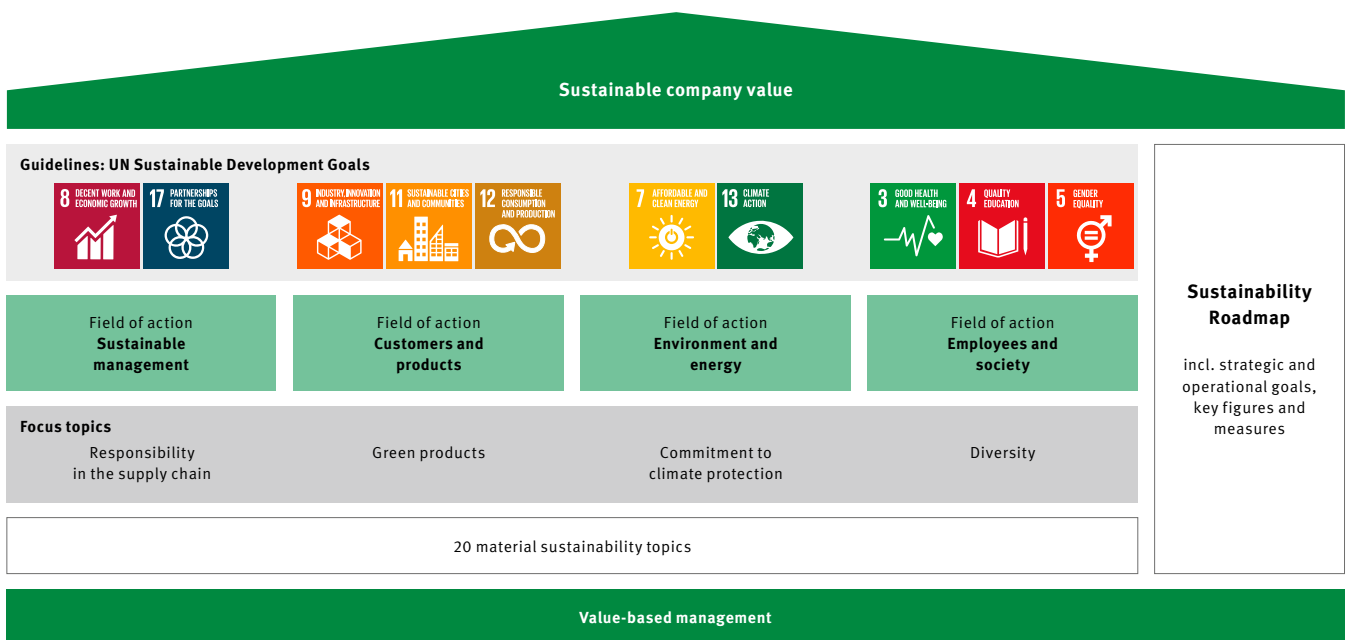 Sustainable company value
Guidelines: UN Sustainable Development Goals
8 DECENT WORK AND
ECONOMIC GROWTH
17 PARTNERSHIPS
FOR THE GOALS
9 INDUSTRY, INNOVATION
AND INFRASTRUCTURE
11 SUSTAINABLE CITIES
AND COMMUNITIES
12 RESPONSIBLE
CONSUMPTION
AND PRODUCTION
7 AFFORDABLE AND
CLEAN ENERGY
13 CLIMATE
ACTION
3 GOOD HEALTH
AND WELL-BEING
4 QUALITY
EDUCATION
5 GENDER
EQUALITY
Field of action
Sustainable
management
Field of action
Customers and
products
Field of action
Environment and
energy
Field of action
Employees and
society
Focus topics
Responsibility
in the supply chain
Green products
Commitment to
climate protection
Diversity
20 material sustainability topics
Sustainability
Roadmap
incl. strategic and
operational goals,
key figures and
measures
Value-based management